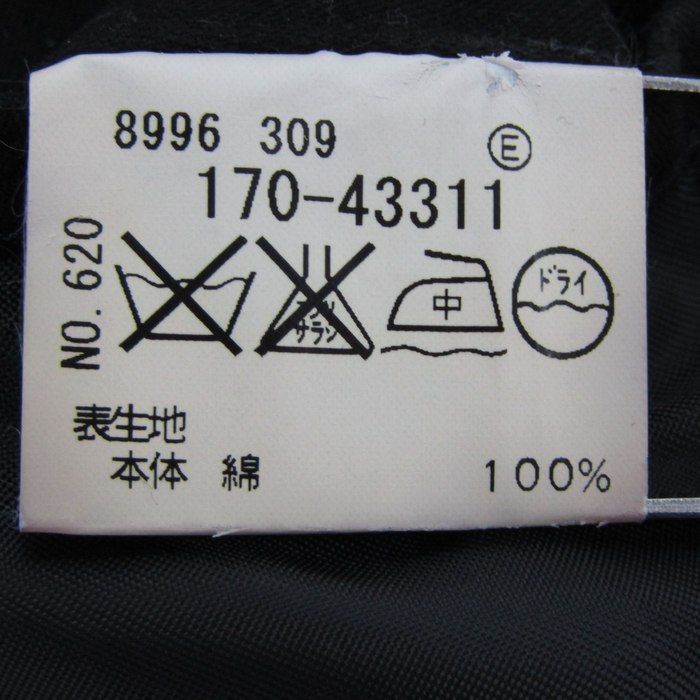 8996 309 Ⓔ
170-43311
NO. 620
エンソ
サラシ
中
ドライ
表生地
本体 綿 100%